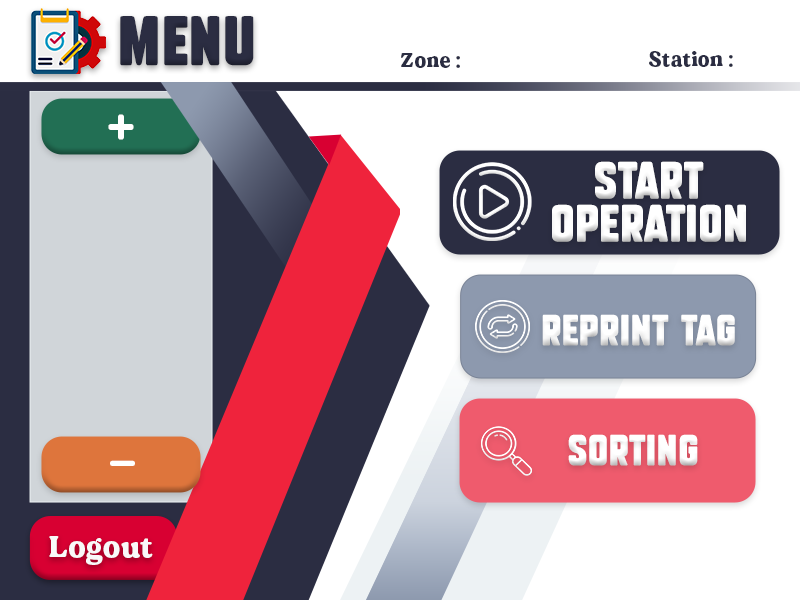 MENU
Zone :
Station :
+
START
OPERATION
REPRINT TAG
SORTING
−
Logout